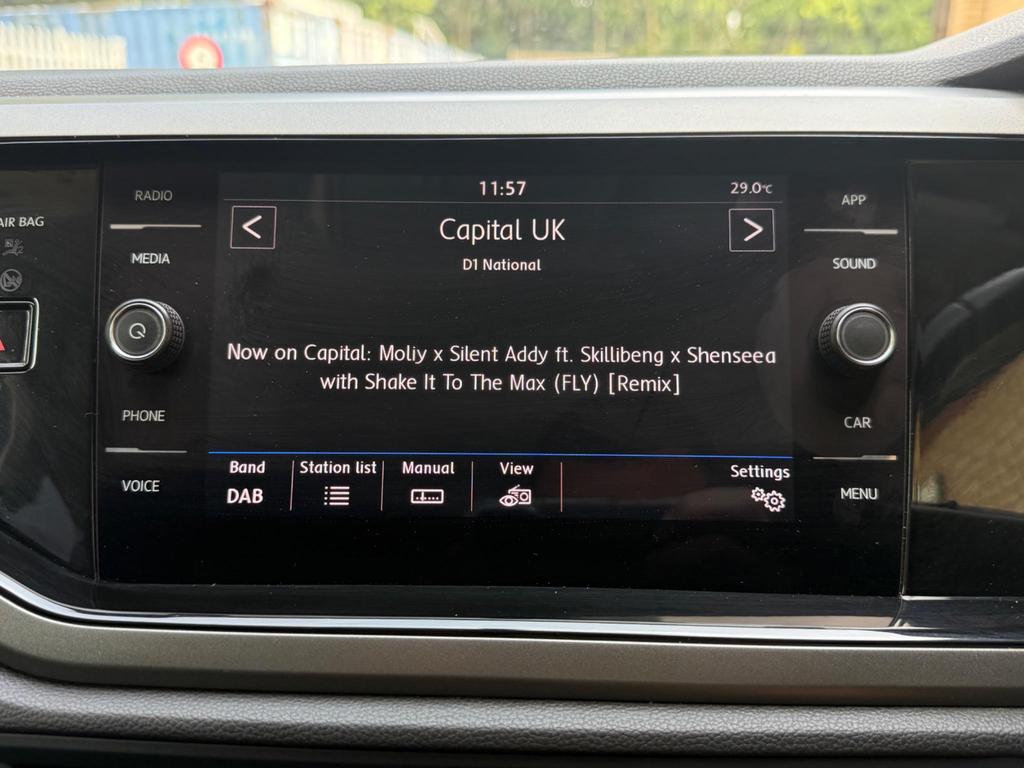 RADIO
MEDIA
PHONE
VOICE
AIR BAG
11:57
29.0°C
<
Capital UK
>
D1 National
Now on Capital: Moliy x Silent Addy ft. Skillibeng x Shenseea
with Shake It To The Max (FLY) [Remix]
Band
Station list
Manual
View
Settings
DAB
APP
SOUND
CAR
MENU